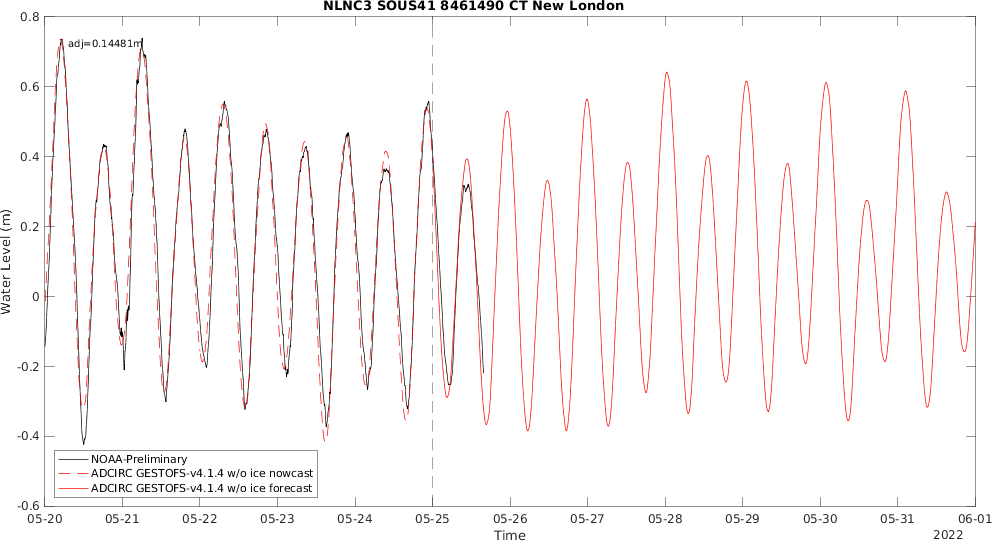 NLNC3 SOUS41 8461490 CT New London
adj=0.14481m
0.8
0.6
0.4
0.2
0
-0.2
-0.4
-0.6
Water Level (m)
NOAA-Preliminary
ADCIRC GESTOFS-v4.1.4 w/o ice nowcast
ADCIRC GESTOFS-v4.1.4 w/o ice forecast
05-20 05-21 05-22 05-23 05-24 05-25 05-26 05-27 05-28 05-29 05-30 05-31 06-01
Time
2022